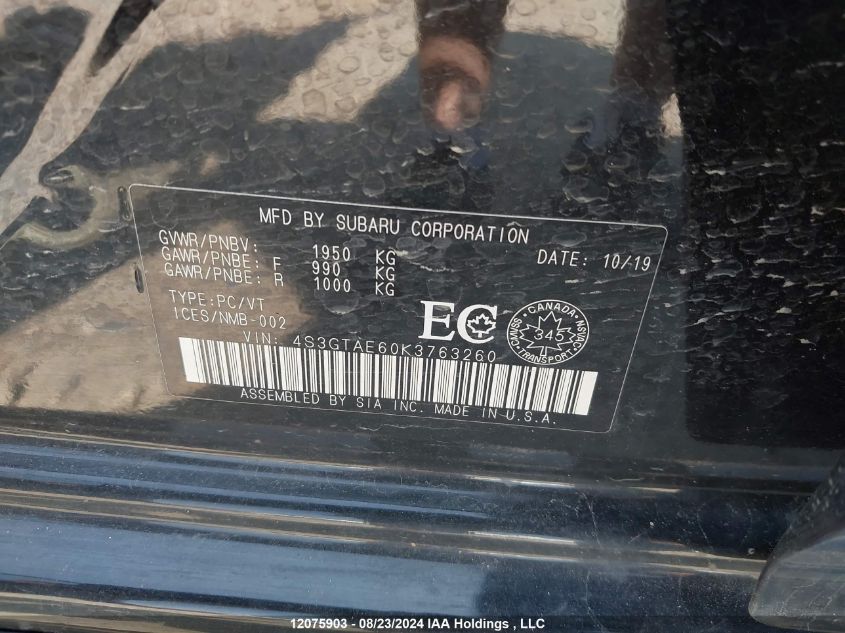 MFD BY SUBARU CORPORATION
GVWR/PNBV: 1950 KG DATE: 10/19
GAWR/PNBE: F 990 KG
GAWR/PNBE: R 1000 KG
TYPE:PC/VT
ICES/NMB-002
EC
CANADA
CMVSS 345 NSVAC
TRANSPORT
VIN: 4S3GTAE60K3763260
ASSEMBLED BY SIA INC. MADE IN U.S.A.
12075903 - 08/23/2024 IAA Holdings , LLC